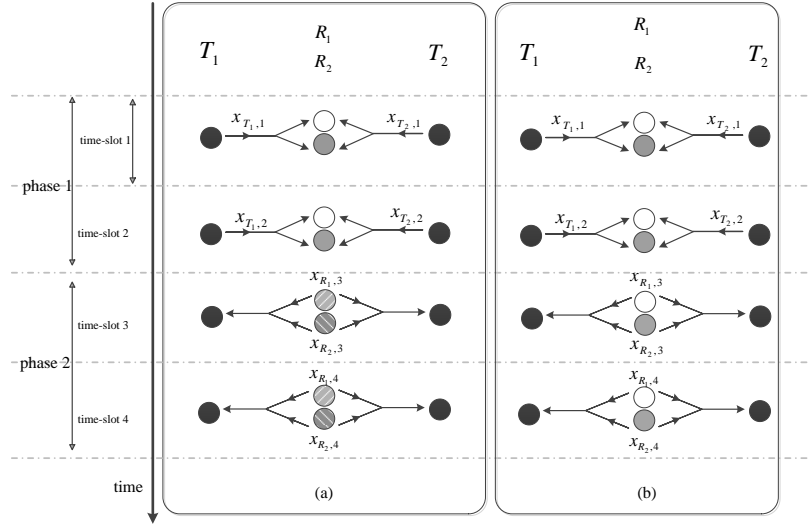 R₁ R₁
T₁ R₂ T₂ T₁ R₂ T₂
x_{T₁,1} x_{T₂,1} x_{T₁,1} x_{T₂,1}
time-slot 1
phase 1
x_{T₁,2} x_{T₂,2} x_{T₁,2} x_{T₂,2}
time-slot 2
x_{R₁,3} x_{R₁,3}
time-slot 3
x_{R₂,3} x_{R₂,3}
phase 2
x_{R₁,4} x_{R₁,4}
time-slot 4
x_{R₂,4} x_{R₂,4}
time (a) (b)